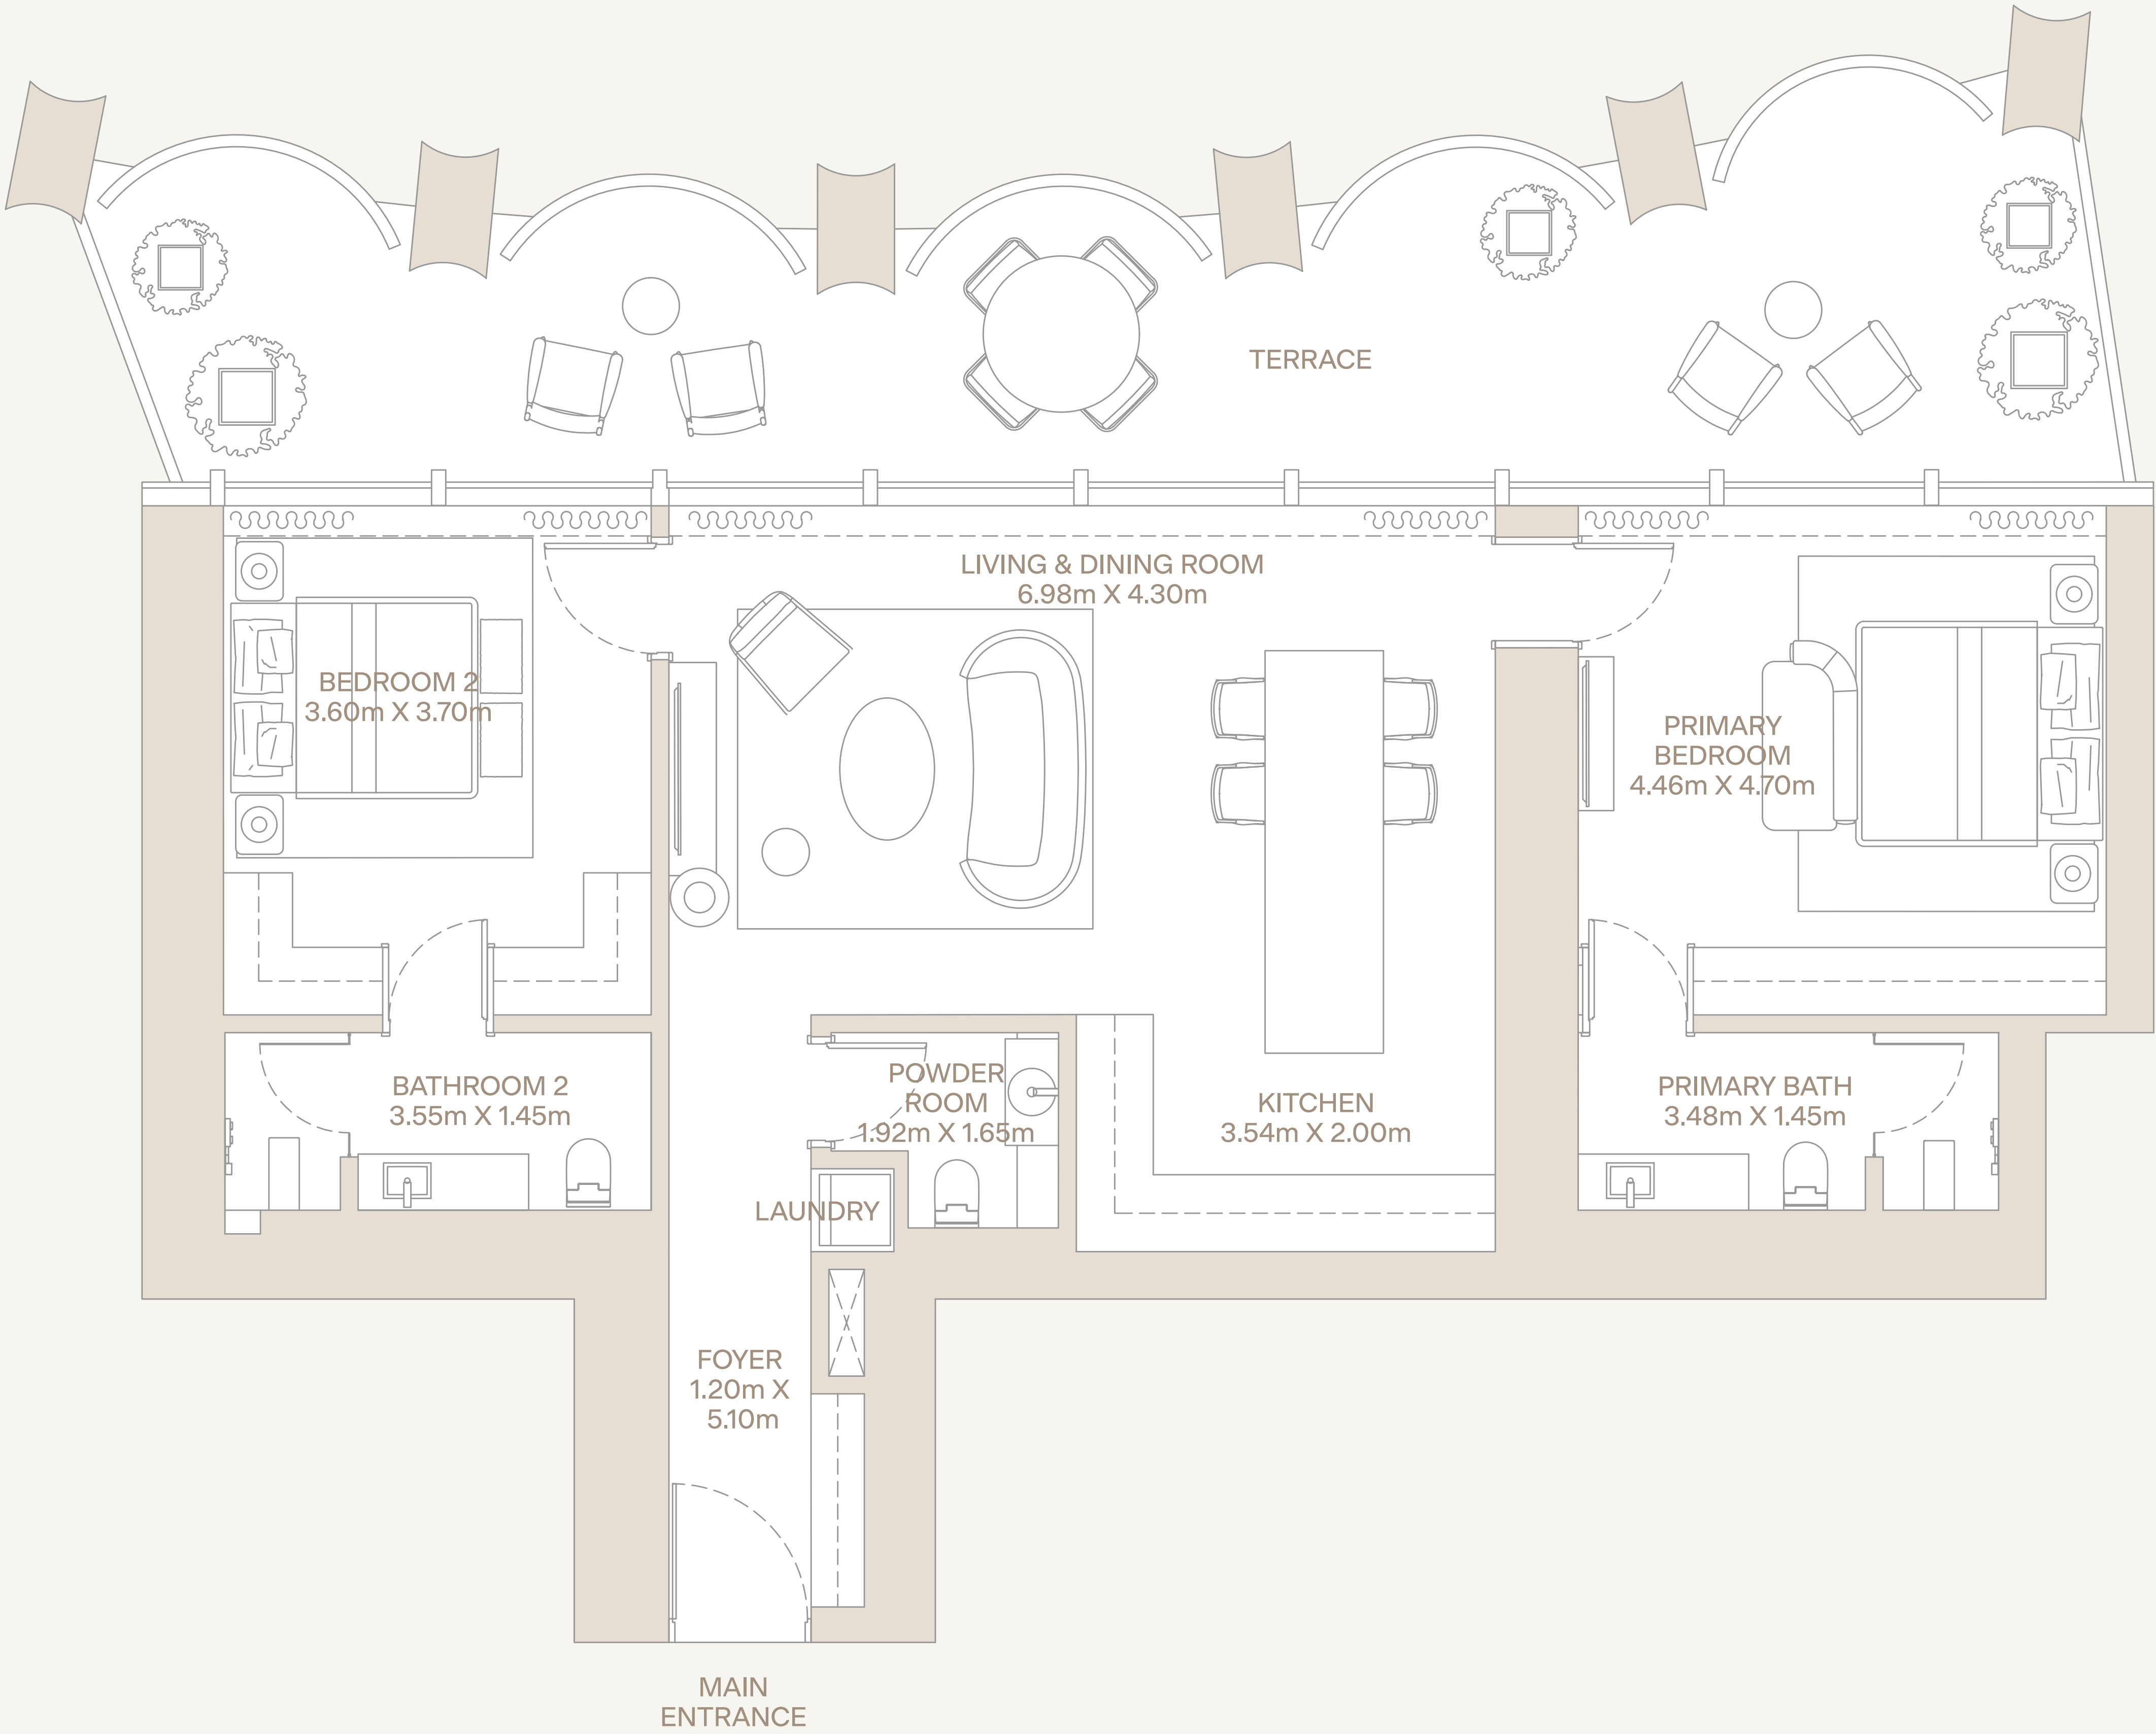 TERRACE
LIVING & DINING ROOM
6.98m X 4.30m
BEDROOM 2
3.60m X 3.70m
PRIMARY
BEDROOM
4.46m X 4.70m
BATHROOM 2
3.55m X 1.45m
POWDER
ROOM
1.92m X 1.65m
KITCHEN
3.54m X 2.00m
PRIMARY BATH
3.48m X 1.45m
LAUNDRY
FOYER
1.20m X
5.10m
MAIN
ENTRANCE